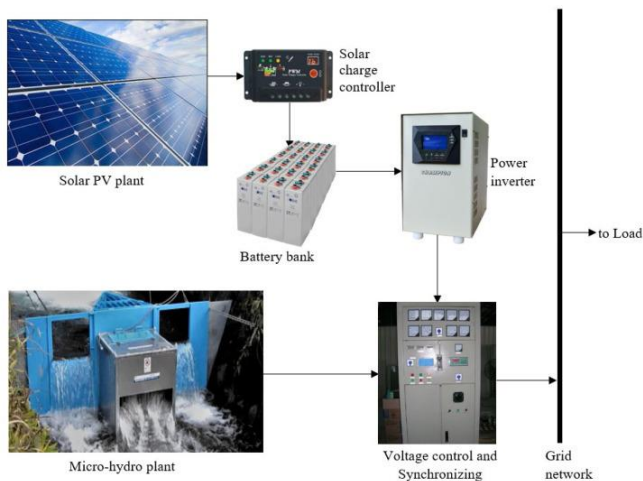 Solar
charge
controller
Solar PV plant
Battery bank
Power
inverter
to Load
Micro-hydro plant
Voltage control and
Synchronizing
Grid
network